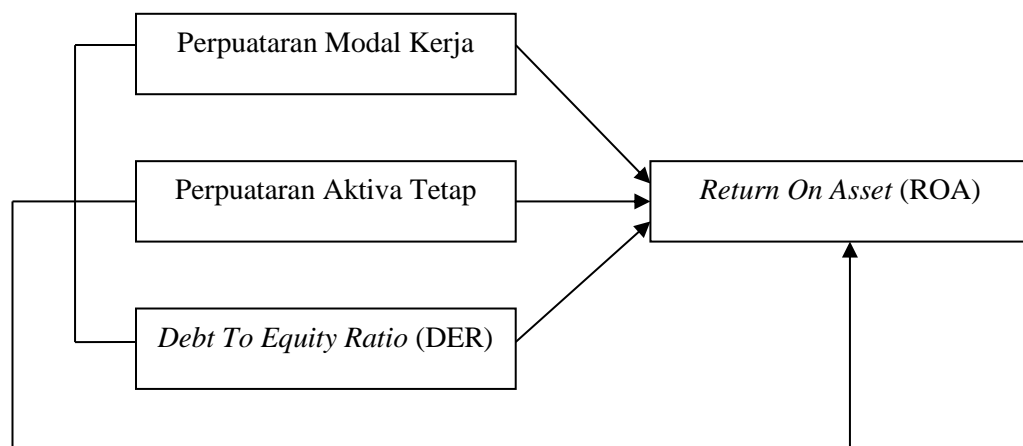 Perpuataran Modal Kerja
Perpuataran Aktiva Tetap
Return On Asset (ROA)
Debt To Equity Ratio (DER)